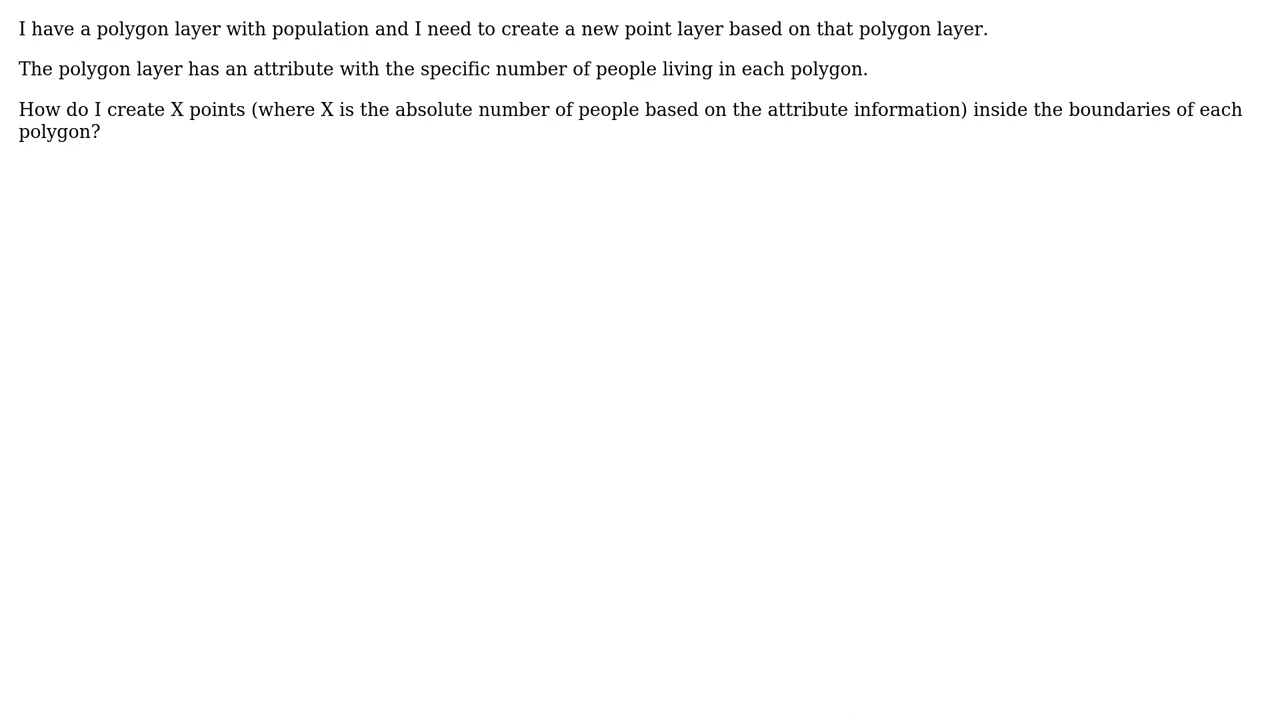 I have a polygon layer with population and I need to create a new point layer based on that polygon layer.
The polygon layer has an attribute with the specific number of people living in each polygon.
How do I create X points (where X is the absolute number of people based on the attribute information) inside the boundaries of each
polygon?